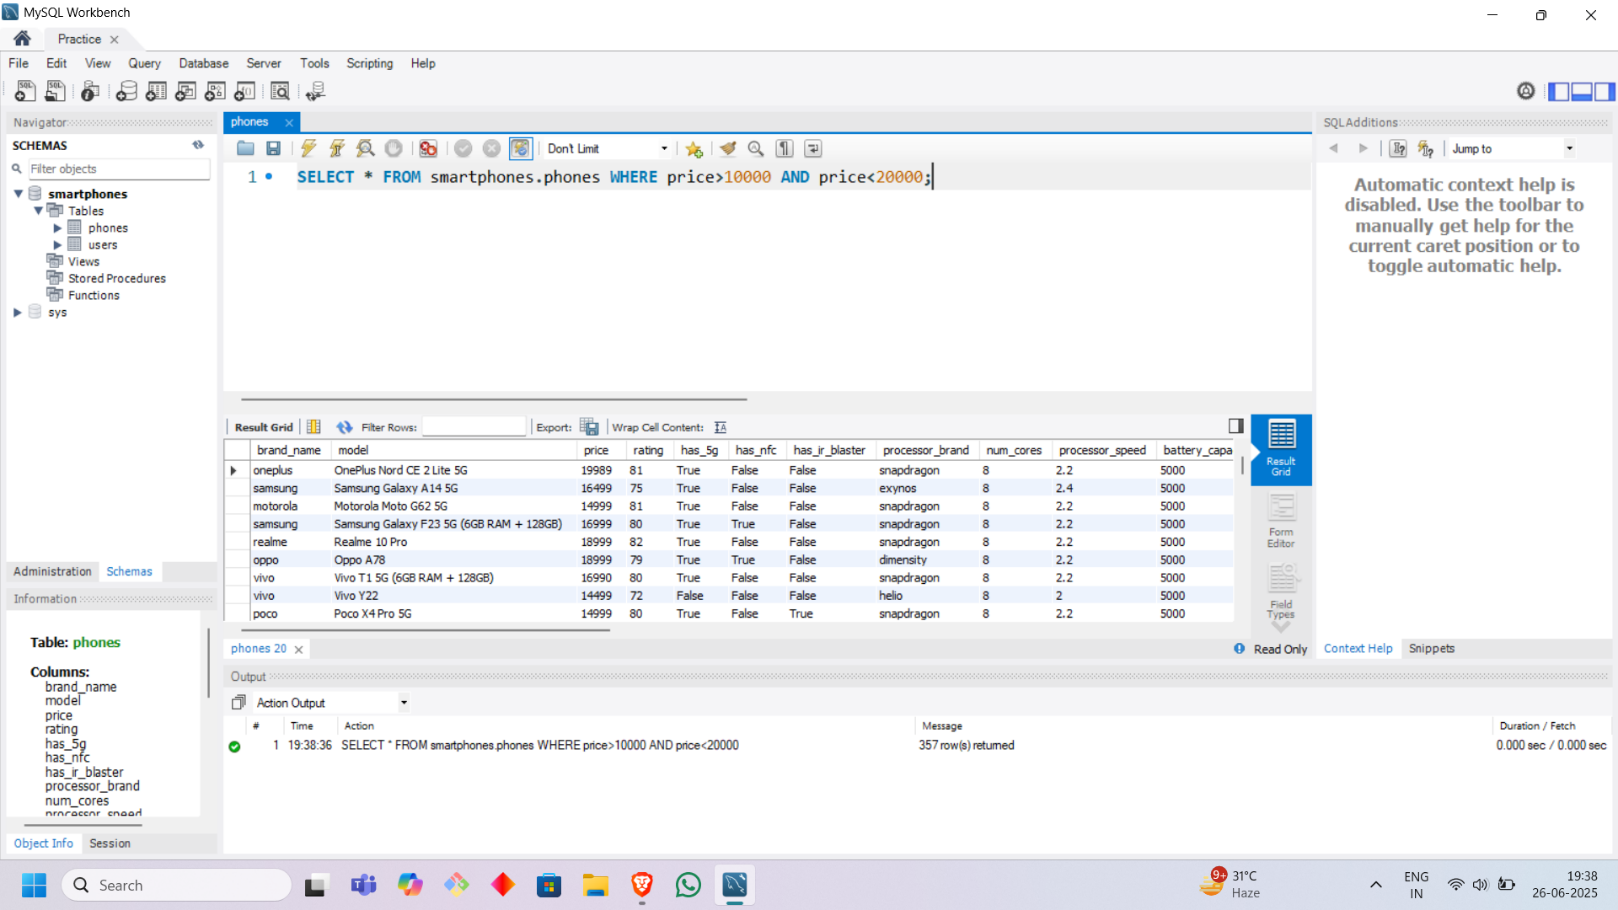 MySQL Workbench
Practice
File Edit View Query Database Server Tools Scripting Help
Navigator
SCHEMAS
Filter objects
smartphones
Tables
phones
users
Views
Stored Procedures
Functions
sys
Administration Schemas
Information
Table: phones
Columns:
brand_name
model
price
rating
has_5g
has_nfc
has_ir_blaster
processor_brand
num_cores
processor_speed
Object Info Session
phones
Don't Limit
1 SELECT * FROM smartphones.phones WHERE price>10000 AND price<20000;
Result Grid Filter Rows: Export: Wrap Cell Content:
brand_name model price rating has_5g has_nfc has_ir_blaster processor_brand num_cores processor_speed battery_capa
oneplus OnePlus Nord CE 2 Lite 5G 19989 81 True False False snapdragon 8 2.2 5000
samsung Samsung Galaxy A14 5G 16499 75 True False False exynos 8 2.4 5000
motorola Motorola Moto G62 5G 14999 81 True False False snapdragon 8 2.2 5000
samsung Samsung Galaxy F23 5G (6GB RAM + 128GB) 16999 80 True True False snapdragon 8 2.2 5000
realme Realme 10 Pro 18999 82 True False False snapdragon 8 2.2 5000
oppo Oppo A78 18999 79 True True False dimensity 8 2.2 5000
vivo Vivo T1 5G (6GB RAM + 128GB) 16990 80 True False False snapdragon 8 2.2 5000
vivo Vivo Y22 14499 72 False False False helio 8 2 5000
poco Poco X4 Pro 5G 14999 80 True False True snapdragon 8 2.2 5000
Result
Grid
Form
Editor
Field
Types
phones 20
Read Only
Output
Action Output
# Time Action Message Duration / Fetch
1 19:38:36 SELECT * FROM smartphones.phones WHERE price>10000 AND price<20000 357 row(s) returned 0.000 sec / 0.000 sec
SQLAdditions
Jump to
Automatic context help is
disabled. Use the toolbar to
manually get help for the
current caret position or to
toggle automatic help.
Context Help Snippets
Search
9+
31°C
Haze
ENG
IN
19:38
26-06-2025